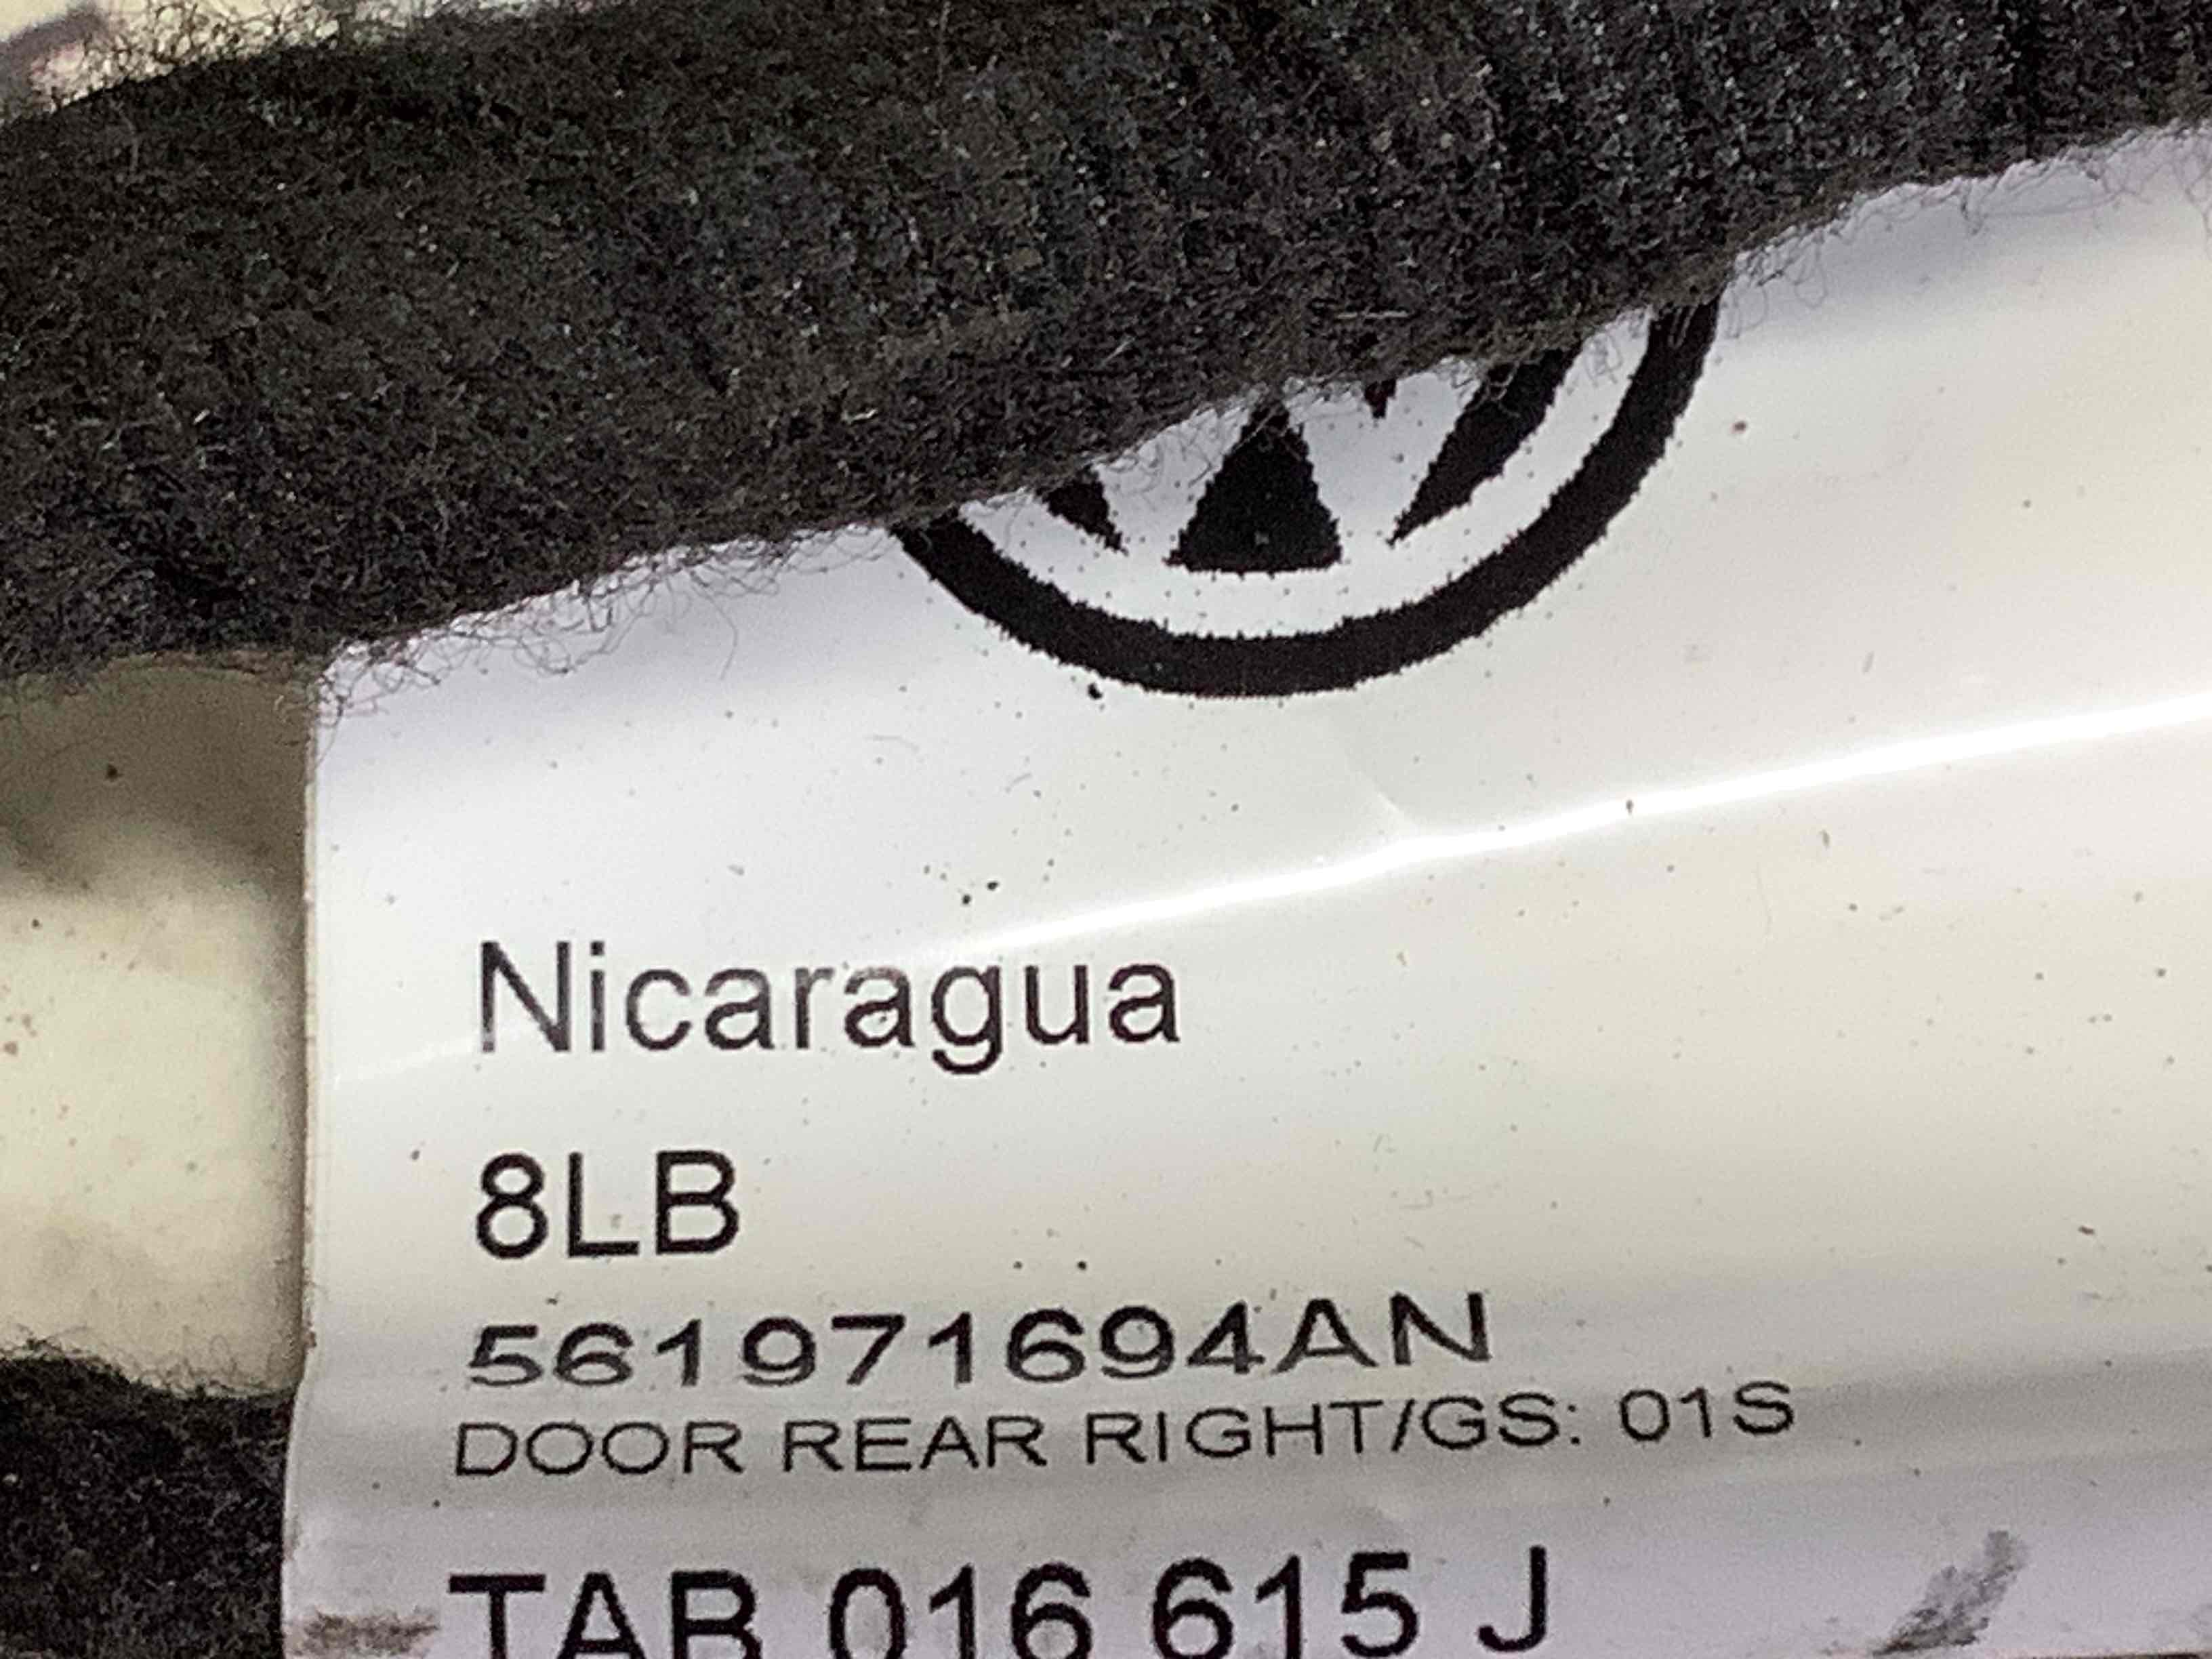 Nicaragua
8LB
561971694AN
DOOR REAR RIGHT/GS: 01S
TAB 016 615 J